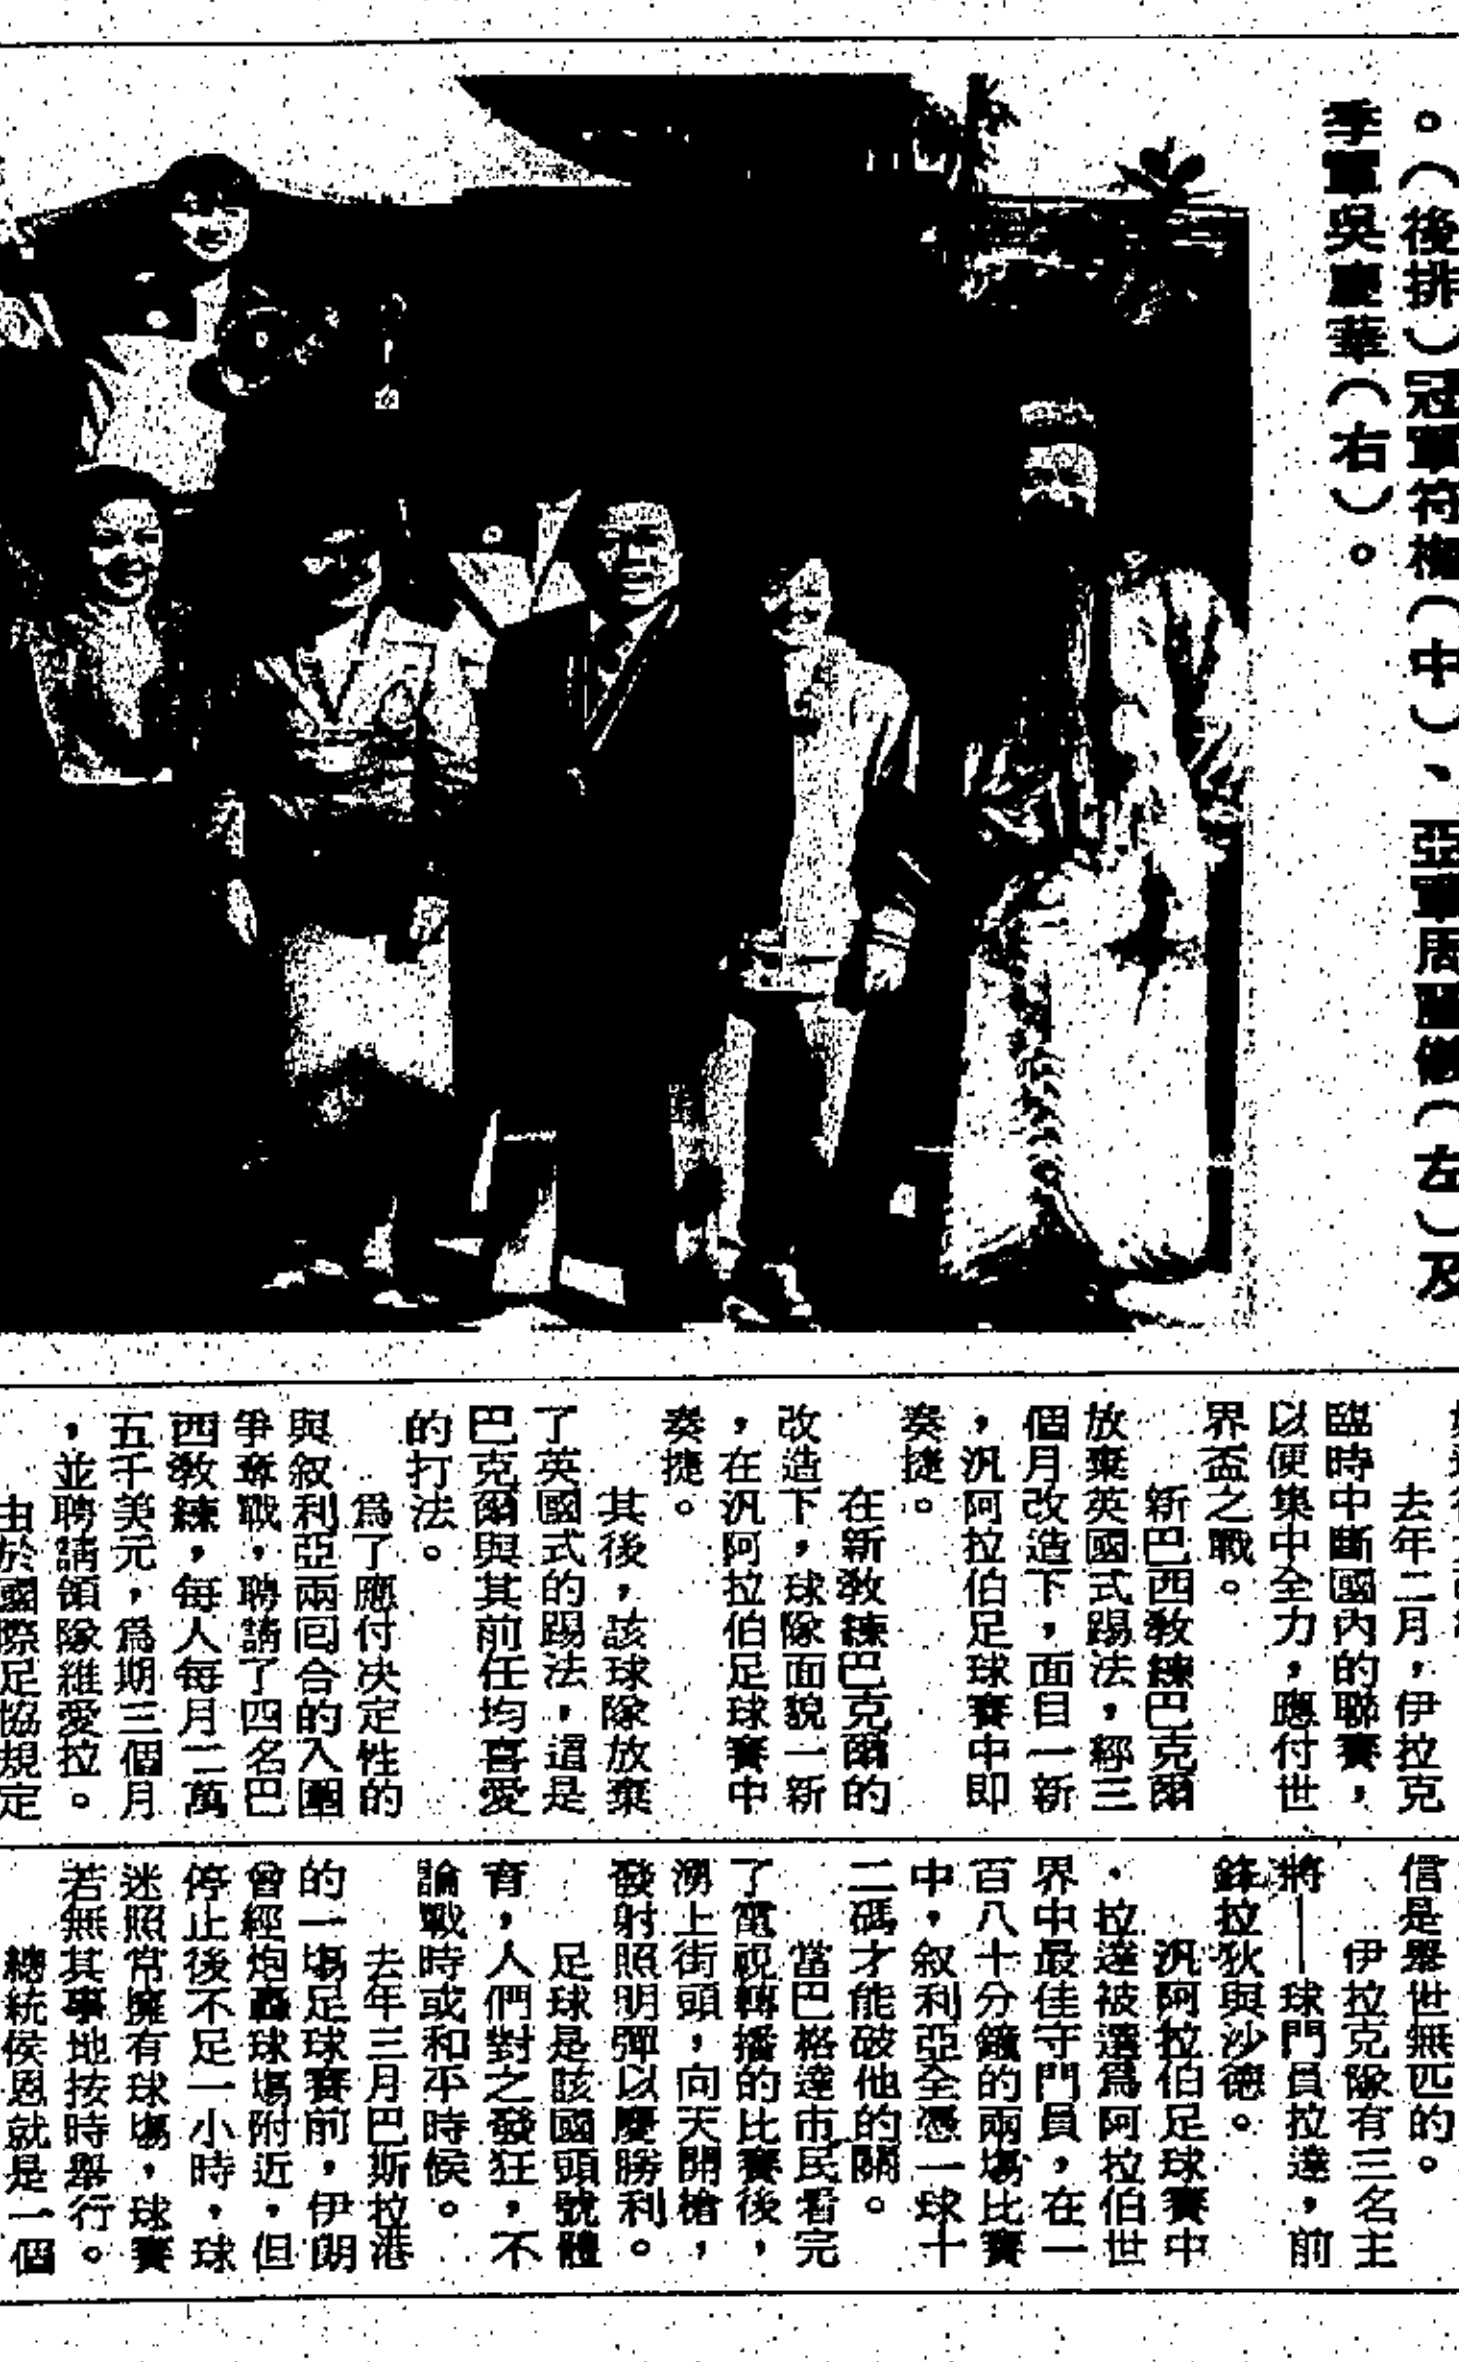 。（後排）冠軍符梅（中）、亞軍周蘭（左）及
季軍吳慶華（右）。
去年二月，伊拉克
臨時中斷國內的聯賽，
以便集中全力，應付世
界盃之戰。
新巴西教練巴克爾
放棄英國式踢法，經三
個月改造下，面目一新
，汎阿拉伯足球賽中即
奏捷。
在新教練巴克爾的
改造下，球隊面貌一新
，在汎阿拉伯足球賽中
奏捷。
其後，該球隊放棄
了英國式的踢法，這是
巴克爾與其前任均喜愛
的打法。
爲了應付決定性的
與叙利亞兩回合的入圍
爭奪戰，聘請了四名巴
西教練，每人每月二萬
五千美元，爲期三個月
，並聘請領隊維愛拉。
由於國際足協規定
信是舉世無匹的。
伊拉克隊有三名主
將——球門員拉達，前
鋒拉狄與沙德。
汎阿拉伯足球賽中
，拉達被選爲阿拉伯世
界中最佳守門員，在一
百八十分鐘的兩場比賽
中，叙利亞全憑一球十
二碼才能破他的關。
當巴格達市民看完
了電視轉播的比賽後，
湧上街頭，向天開槍，
發射照明彈以慶勝利。
足球是該國頭號體
育，人們對之發狂，不
論戰時或和平時候。
去年三月巴斯拉港
的一場足球賽前，伊朗
曾經炮轟球場附近，但
停止後不足一小時，球
迷照常擁有球場，球賽
若無其事地按時舉行。
總統侯恩就是一個